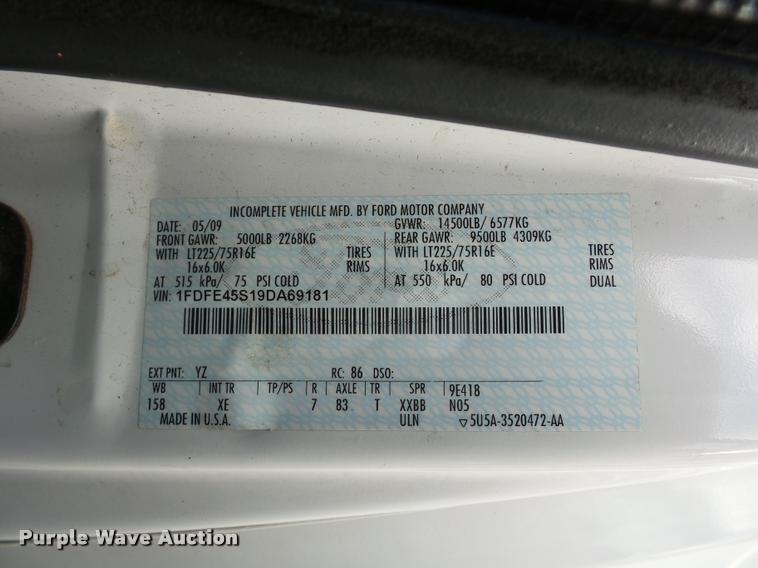 INCOMPLETE VEHICLE MFD. BY FORD MOTOR COMPANY
DATE: 05/09 GVWR: 14500LB/ 6577KG
FRONT GAWR: 5000LB 2268KG REAR GAWR: 9500LB 4309KG
WITH LT225/75R16E TIRES WITH LT225/75R16E TIRES
16x6.0K RIMS 16x6.0K RIMS
AT 515 kPa/ 75 PSI COLD AT 550 kPa/ 80 PSI COLD DUAL
VIN: 1FDFE45S19DA69181
EXT PNT: YZ RC: 86 DSO:
WB INT TR TP/PS R AXLE TR SPR 9E418
158 XE 7 83 T XXBB N05
MADE IN U.S.A. ULN ▽5U5A-3520472-AA
Purple Wave Auction